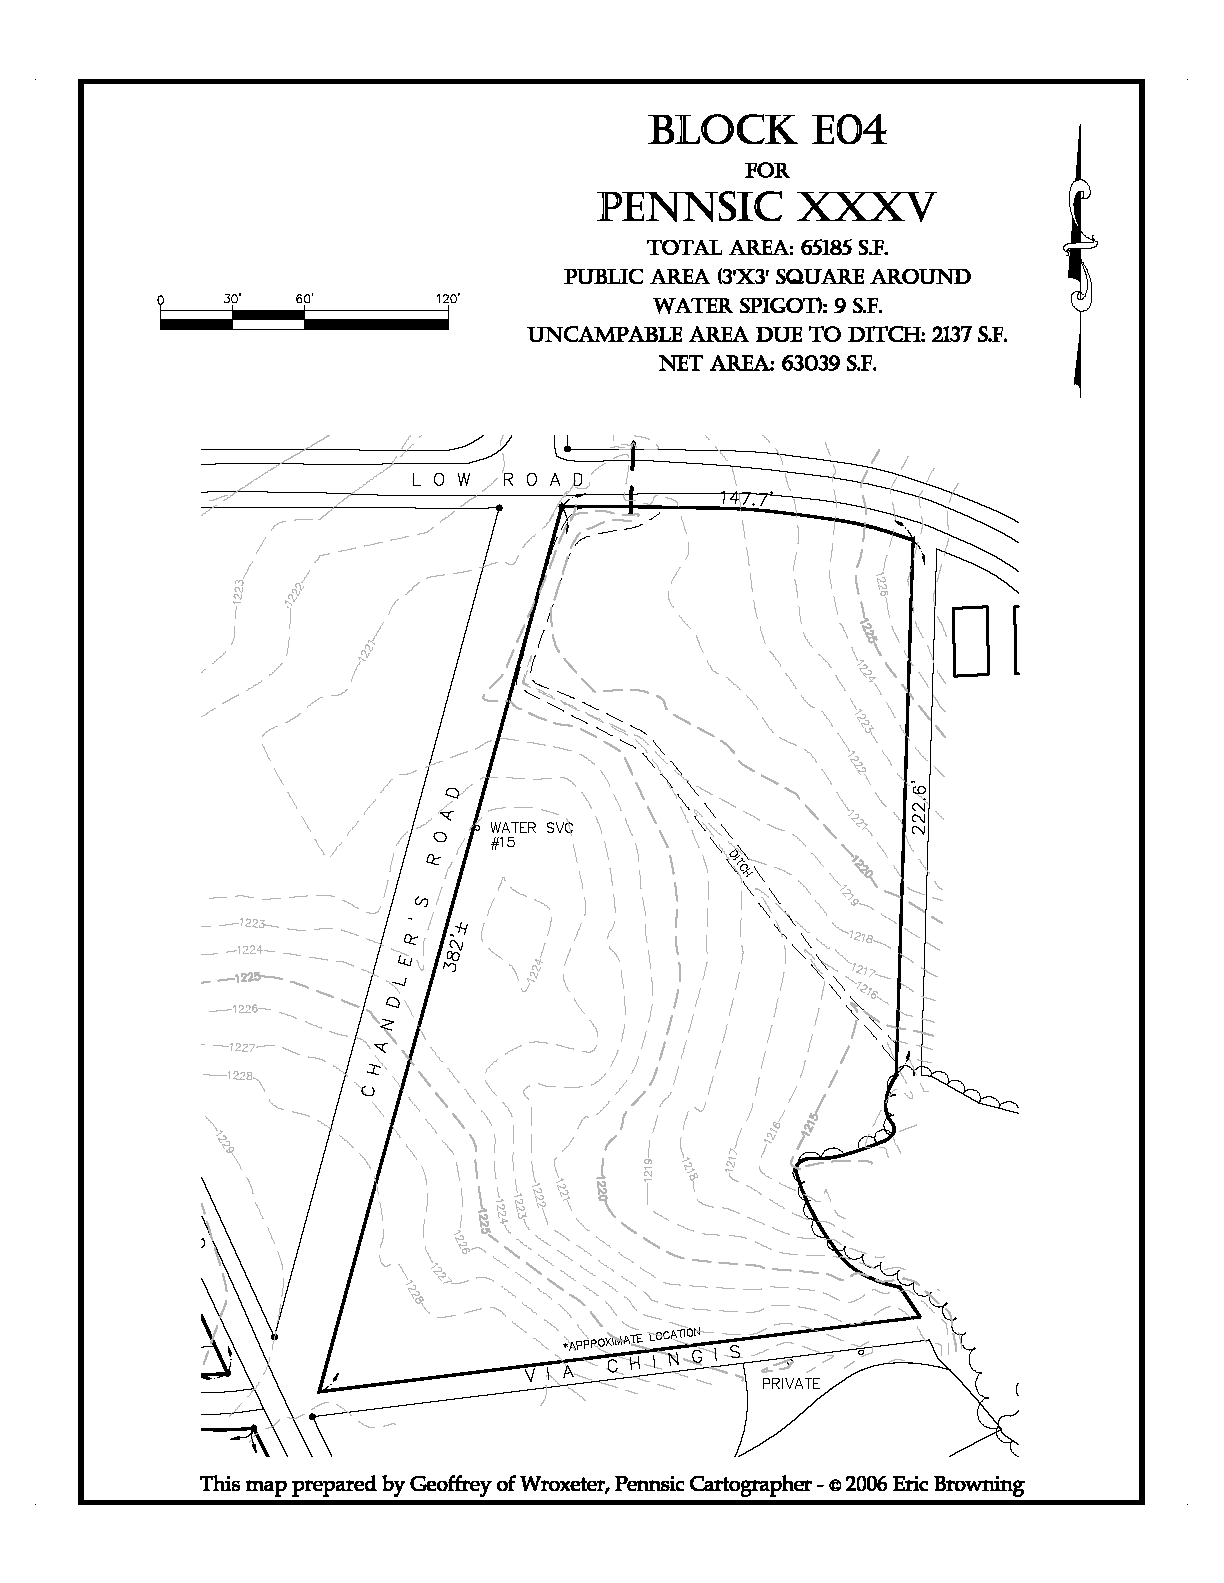 BLOCK E04
FOR
PENNSIC XXXV
TOTAL AREA: 65185 S.F.
PUBLIC AREA (3'X3' SQUARE AROUND
WATER SPIGOT): 9 S.F.
UNCAMPABLE AREA DUE TO DITCH: 2137 S.F.
NET AREA: 63039 S.F.
0 30' 60' 120'
LOW ROAD
147.7'
1223
1222
1221
1226
1225
1224
1223
1222
1221
1220
1219
1218
1217
1216
222.6'
CHANDLER'S ROAD
382'±
WATER SVC
#15
DITCH
1224
1223
1224
1225
1226
1227
1228
1229
1215
1216
1217
1218
1219
1220
1221
1222
1223
1224
1225
1226
1227
1228
*APPROXIMATE LOCATION
VIA CHINGIS
PRIVATE
This map prepared by Geoffrey of Wroxeter, Pennsic Cartographer - © 2006 Eric Browning